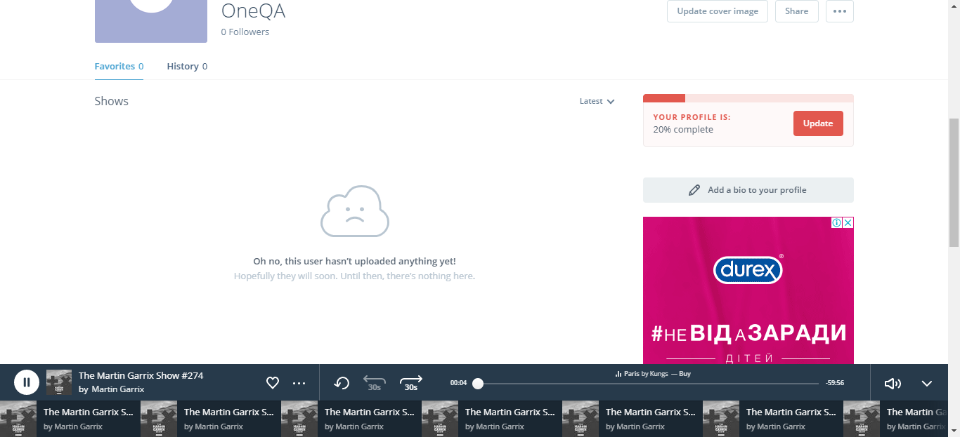 OneQA
0 Followers
Update cover image
Share
Favorites 0
History 0
Shows
Latest
YOUR PROFILE IS:
20% complete
Update
Add a bio to your profile
Oh no, this user hasn't uploaded anything yet!
Hopefully they will soon. Until then, there's nothing here.
durex
#НЕ ВІД А ЗАРАДИ
ДІТЕЙ
The Martin Garrix Show #274
by Martin Garrix
30s
30s
00:04
Paris by Kungs — Buy
-59:56
The Martin Garrix S...
by Martin Garrix
The Martin Garrix S...
by Martin Garrix
The Martin Garrix S...
by Martin Garrix
The Martin Garrix S...
by Martin Garrix
The Martin Garrix S...
by Martin Garrix
The Martin Garrix S...
by Martin Garrix
The Martin G
by Martin Garrix